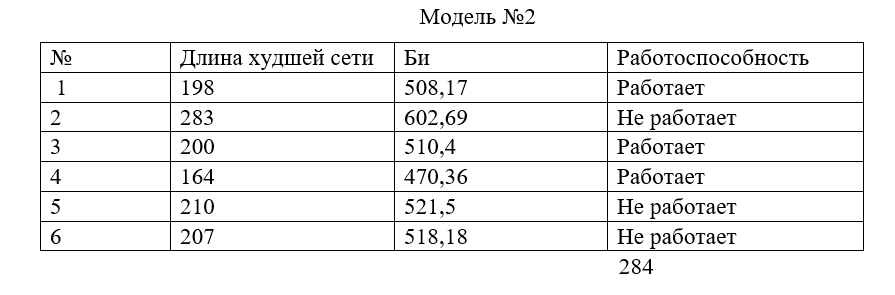 Модель №2
№ Длина худшей сети Би Работоспособность
1 198 508,17 Работает
2 283 602,69 Не работает
3 200 510,4 Работает
4 164 470,36 Работает
5 210 521,5 Не работает
6 207 518,18 Не работает
284